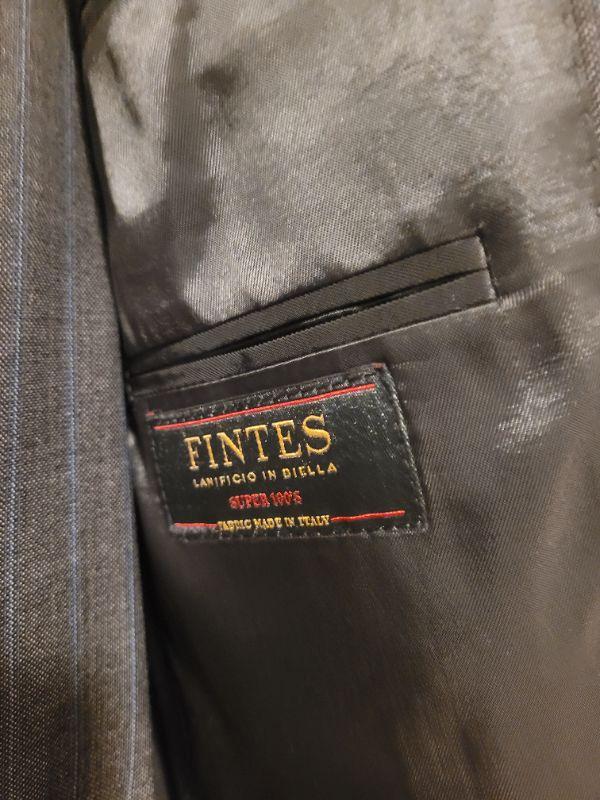 FINTES
LANIFICIO IN BIELLA
SUPER 100'S
FABRIC MADE IN ITALY